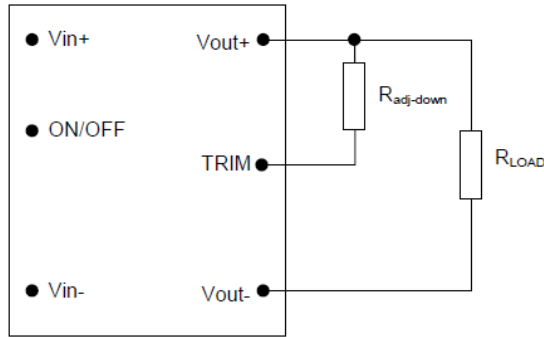 Vin+
Vout+
Radj-down
ON/OFF
TRIM
RLOAD
Vin-
Vout-